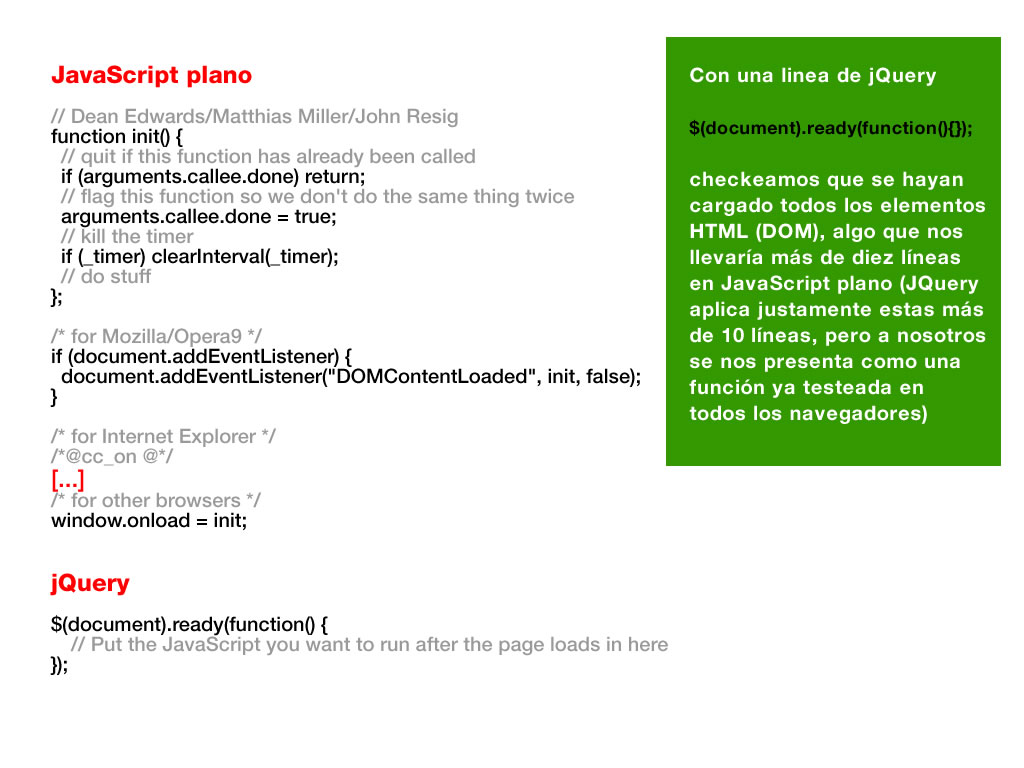 JavaScript plano
// Dean Edwards/Matthias Miller/John Resig
function init() {
// quit if this function has already been called
if (arguments.callee.done) return;
// flag this function so we don't do the same thing twice
arguments.callee.done = true;
// kill the timer
if (_timer) clearInterval(_timer);
// do stuff
};
/* for Mozilla/Opera9 */
if (document.addEventListener) {
document.addEventListener("DOMContentLoaded", init, false);
}
/* for Internet Explorer */
/*@cc_on @*/
[...]
/* for other browsers */
window.onload = init;
jQuery
$(document).ready(function() {
// Put the JavaScript you want to run after the page loads in here
});
Con una linea de jQuery
$(document).ready(function(){});
checkeamos que se hayan
cargado todos los elementos
HTML (DOM), algo que nos
llevaría más de diez líneas
en JavaScript plano (JQuery
aplica justamente estas más
de 10 líneas, pero a nosotros
se nos presenta como una
función ya testeada en
todos los navegadores)